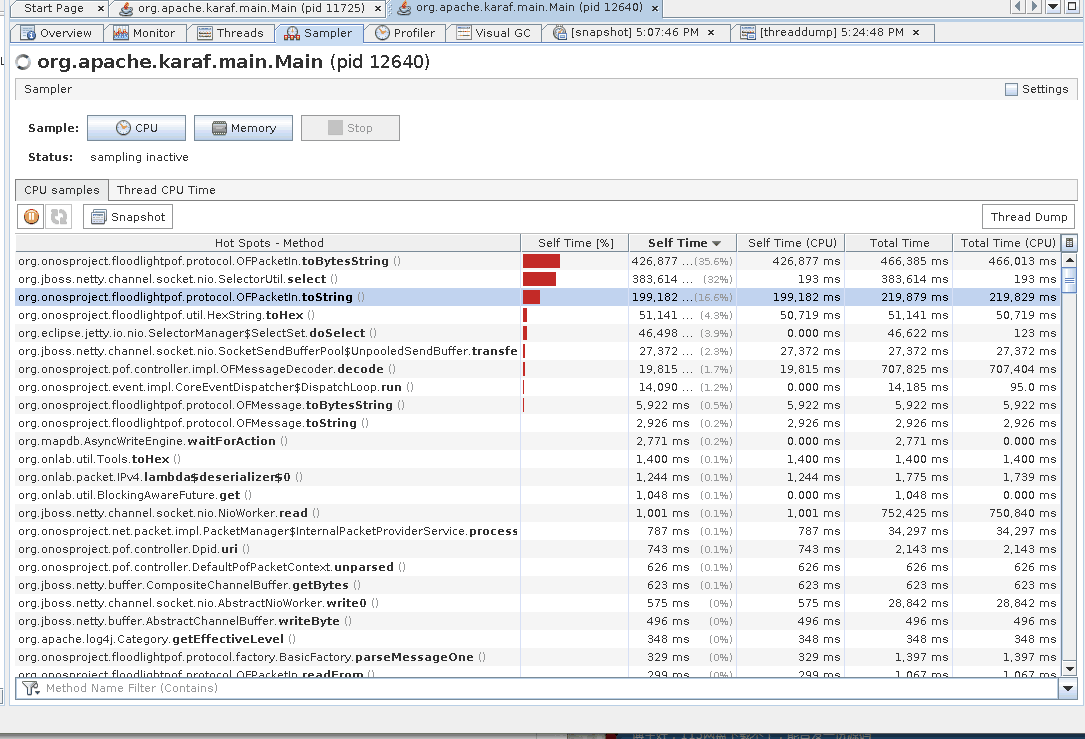 Start Page × org.apache.karaf.main.Main (pid 11725) × org.apache.karaf.main.Main (pid 12640) ×
Overview Monitor Threads Sampler Profiler Visual GC [snapshot] 5:07:46 PM × [threaddump] 5:24:48 PM ×
org.apache.karaf.main.Main (pid 12640)
Sampler Settings
Sample: CPU Memory Stop
Status: sampling inactive
CPU samples Thread CPU Time
Snapshot Thread Dump
Hot Spots - Method Self Time [%] Self Time Self Time (CPU) Total Time Total Time (CPU)
org.onosproject.floodlightpof.protocol.OFPacketIn.toBytesString () 426,877 ... (35.6%) 426,877 ms 466,385 ms 466,013 ms
org.jboss.netty.channel.socket.nio.SelectorUtil.select () 383,614 ... (32%) 193 ms 383,614 ms 193 ms
org.onosproject.floodlightpof.protocol.OFPacketIn.toString () 199,182 ... (16.6%) 199,182 ms 219,879 ms 219,829 ms
org.onosproject.floodlightpof.util.HexString.toHex () 51,141 ... (4.3%) 50,719 ms 51,141 ms 50,719 ms
org.eclipse.jetty.io.nio.SelectorManager$SelectSet.doSelect () 46,498 ... (3.9%) 0.000 ms 46,622 ms 123 ms
org.jboss.netty.channel.socket.nio.SocketSendBufferPool$UnpooledSendBuffer.transfe 27,372 ... (2.3%) 27,372 ms 27,372 ms 27,372 ms
org.onosproject.pof.controller.impl.OFMessageDecoder.decode () 19,815 ... (1.7%) 19,815 ms 707,825 ms 707,404 ms
org.onosproject.event.impl.CoreEventDispatcher$DispatchLoop.run () 14,090 ... (1.2%) 0.000 ms 14,185 ms 95.0 ms
org.onosproject.floodlightpof.protocol.OFMessage.toBytesString () 5,922 ms (0.5%) 5,922 ms 5,922 ms 5,922 ms
org.onosproject.floodlightpof.protocol.OFMessage.toString () 2,926 ms (0.2%) 2,926 ms 2,926 ms 2,926 ms
org.mapdb.AsyncWriteEngine.waitForAction () 2,771 ms (0.2%) 0.000 ms 2,771 ms 0.000 ms
org.onlab.util.Tools.toHex () 1,400 ms (0.1%) 1,400 ms 1,400 ms 1,400 ms
org.onlab.packet.IPv4.lambda$deserializer$0 () 1,244 ms (0.1%) 1,244 ms 1,775 ms 1,739 ms
org.onlab.util.BlockingAwareFuture.get () 1,048 ms (0.1%) 0.000 ms 1,048 ms 0.000 ms
org.jboss.netty.channel.socket.nio.NioWorker.read () 1,001 ms (0.1%) 1,001 ms 752,425 ms 750,840 ms
org.onosproject.net.packet.impl.PacketManager$InternalPacketProviderService.process 787 ms (0.1%) 787 ms 34,297 ms 34,297 ms
org.onosproject.pof.controller.Dpid.uri () 743 ms (0.1%) 743 ms 2,143 ms 2,143 ms
org.onosproject.pof.controller.DefaultPofPacketContext.unparsed () 626 ms (0.1%) 626 ms 626 ms 626 ms
org.jboss.netty.buffer.CompositeChannelBuffer.getBytes () 623 ms (0.1%) 623 ms 623 ms 623 ms
org.jboss.netty.channel.socket.nio.AbstractNioWorker.write0 () 575 ms (0%) 575 ms 28,842 ms 28,842 ms
org.jboss.netty.buffer.AbstractChannelBuffer.writeByte () 496 ms (0%) 496 ms 496 ms 496 ms
org.apache.log4j.Category.getEffectiveLevel () 348 ms (0%) 348 ms 348 ms 348 ms
org.onosproject.floodlightpof.protocol.factory.BasicFactory.parseMessageOne () 329 ms (0%) 329 ms 1,397 ms 1,397 ms
org.onosproject.floodlightpof.protocol.OFPacketIn.readFrom () 299 ms (0%) 299 ms 1,067 ms 1,067 ms
Method Name Filter (Contains)